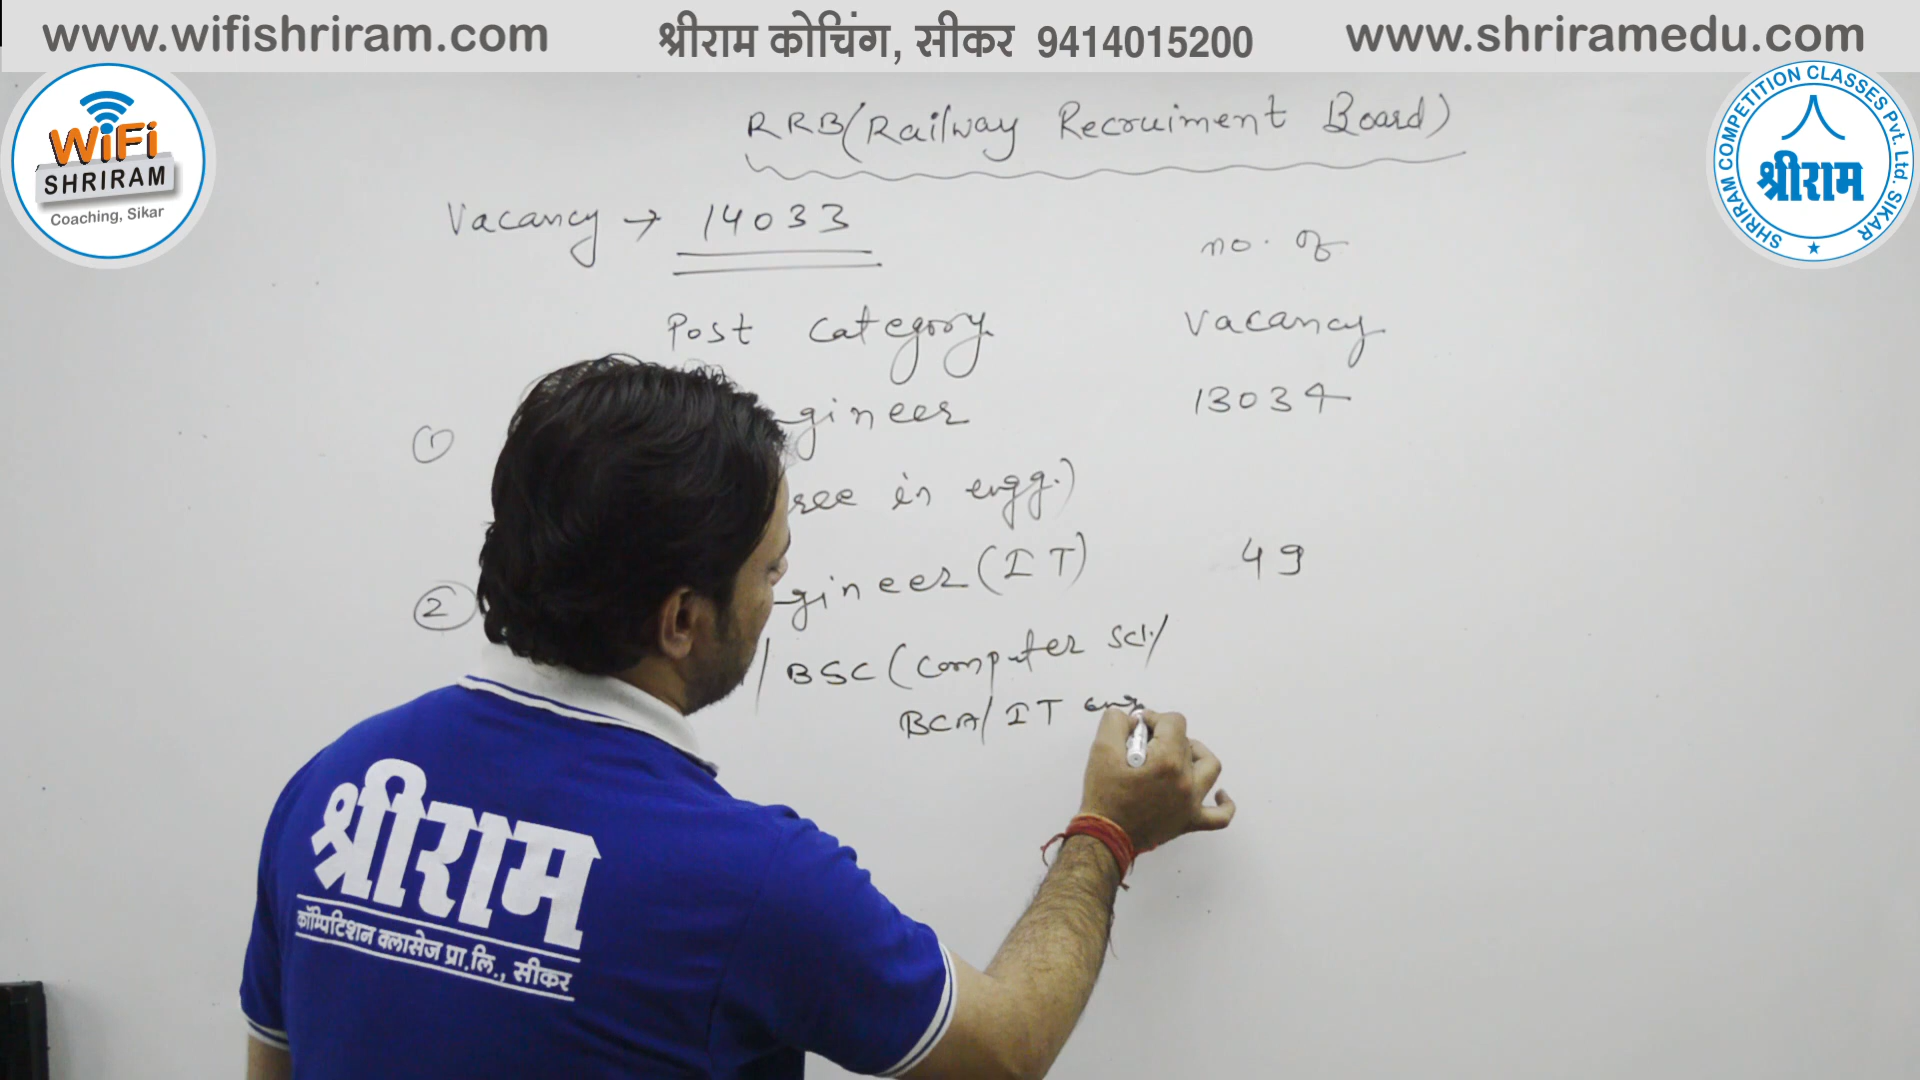 www.wifishriram.com
श्रीराम कोचिंग, सीकर 9414015200
www.shriramedu.com
WiFi
SHRIRAM
Coaching, Sikar
SHRIRAM COMPETITION CLASSES Pvt. Ltd. SIKAR
श्रीराम
RRB(Railway Recruiment Board)
Vacancy → 14033
no. of
Post Category
Vacancy
① gineer 13034
ree in engg.)
② gineer (IT) 49
/ BSC (Computer Sci/
BCA/ IT eng
श्रीराम
कॉम्पिटिशन क्लासेज प्रा.लि., सीकर